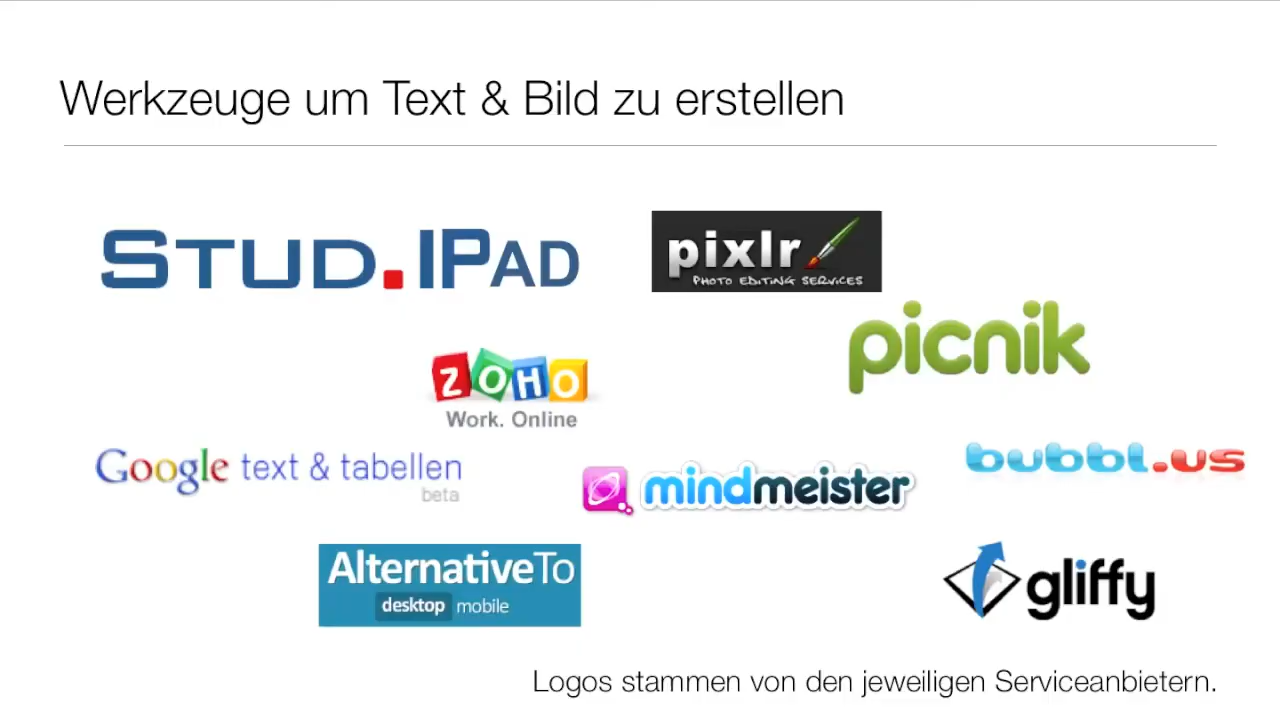 Werkzeuge um Text & Bild zu erstellen
STUD.IPAD
pixlr
PHOTO EDITING SERVICES
picnik
ZOHO
Work. Online
Google text & tabellen
beta
mindmeister
bubbl.us
AlternativeTo
desktop mobile
gliffy
Logos stammen von den jeweiligen Serviceanbietern.